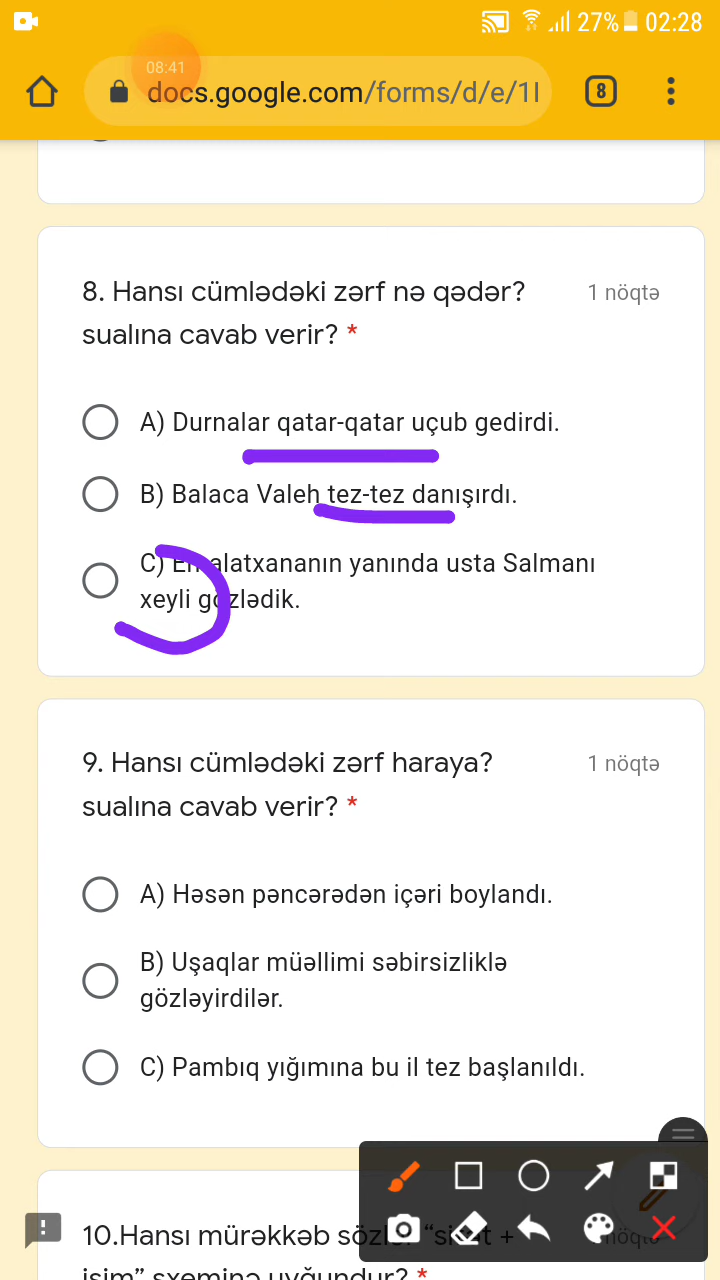 27% 02:28
08:41
docs.google.com/forms/d/e/1I
8
8. Hansı cümlədəki zərf nə qədər?
1 nöqtə
sualına cavab verir? *
A) Durnalar qatar-qatar uçub gedirdi.
B) Balaca Valeh tez-tez danışırdı.
C) Emalatxananın yanında usta Salmanı
xeyli gözlədik.
9. Hansı cümlədəki zərf haraya?
1 nöqtə
sualına cavab verir? *
A) Həsən pəncərədən içəri boylandı.
B) Uşaqlar müəllimi səbirsizliklə
gözləyirdilər.
C) Pambıq yığımına bu il tez başlanıldı.
10.Hansı mürəkkəb "sifət +
isim" sxeminə uyğundur? *